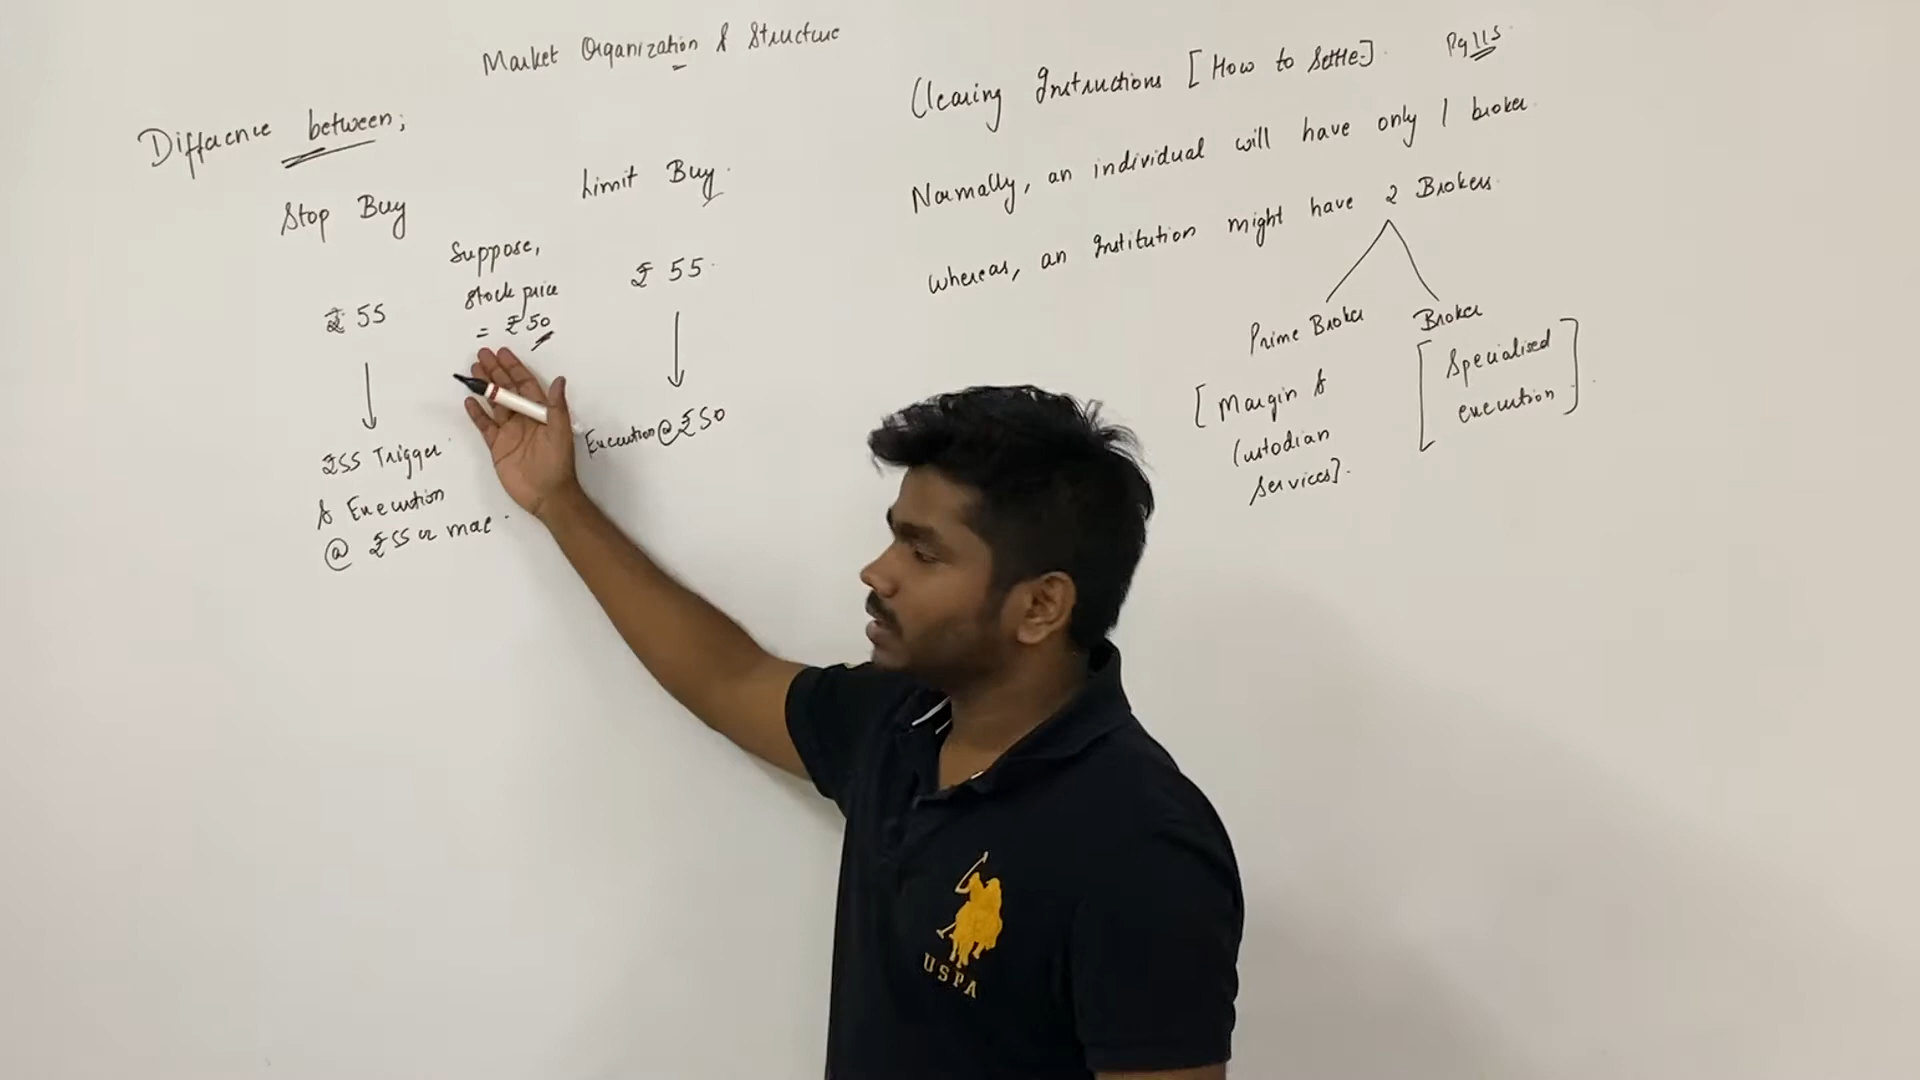 Market Organization & Structure
Difference between;
Stop Buy
Limit Buy.
Suppose,
stock price
= ₹50
₹ 55
₹ 55.
₹55 Trigger
& Execution
@ ₹55 or more.
Execution @ ₹50
Clearing Instructions [How to Settle:].
Pg 115.
Normally, an individual will have only 1 broker.
Whereas, an Institution might have 2 Brokers.
Prime Broker
Broker
[Margin &
Custodian
Services].
[Specialised
execution]
USPA